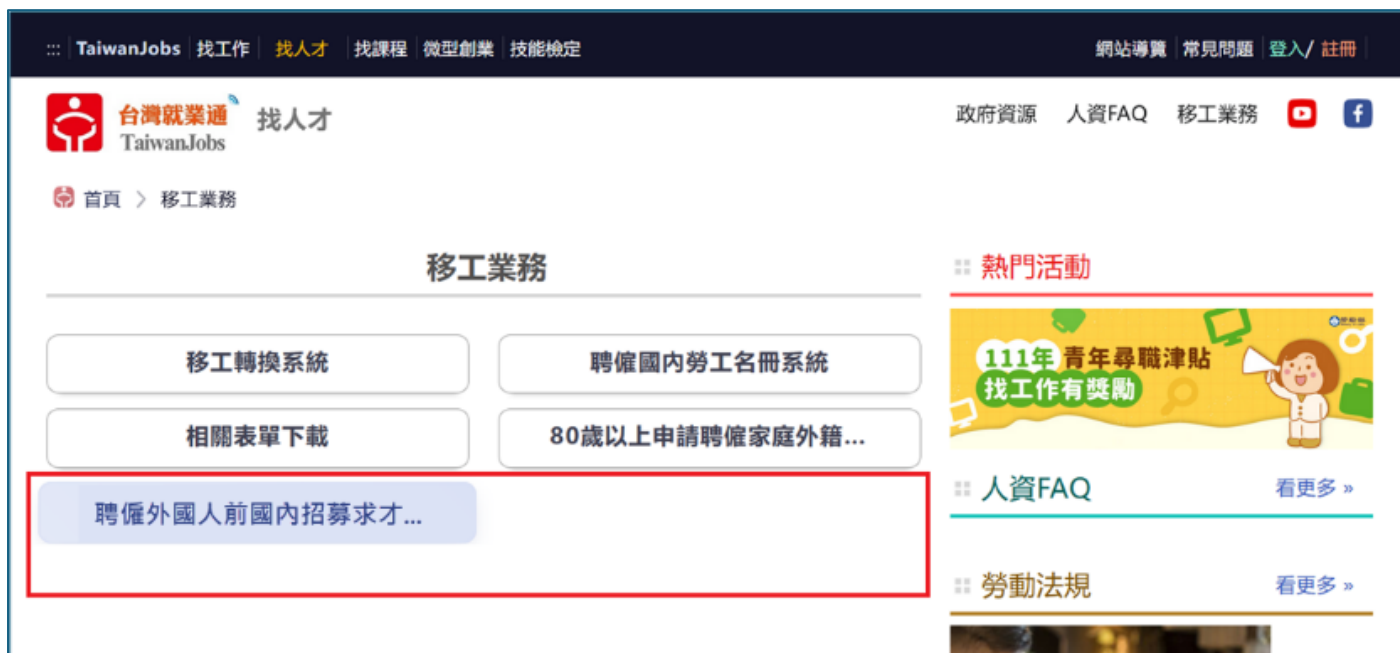 ::: TaiwanJobs 找工作 找人才 找課程 微型創業 技能檢定 網站導覽 常見問題 登入/ 註冊
台灣就業通 找人才 政府資源 人資FAQ 移工業務
TaiwanJobs
首頁 > 移工業務
移工業務
移工轉換系統 聘僱國內勞工名冊系統
相關表單下載 80歲以上申請聘僱家庭外籍...
聘僱外國人前國內招募求才...
熱門活動
111年 青年尋職津貼
找工作有獎勵
人資FAQ 看更多 »
勞動法規 看更多 »